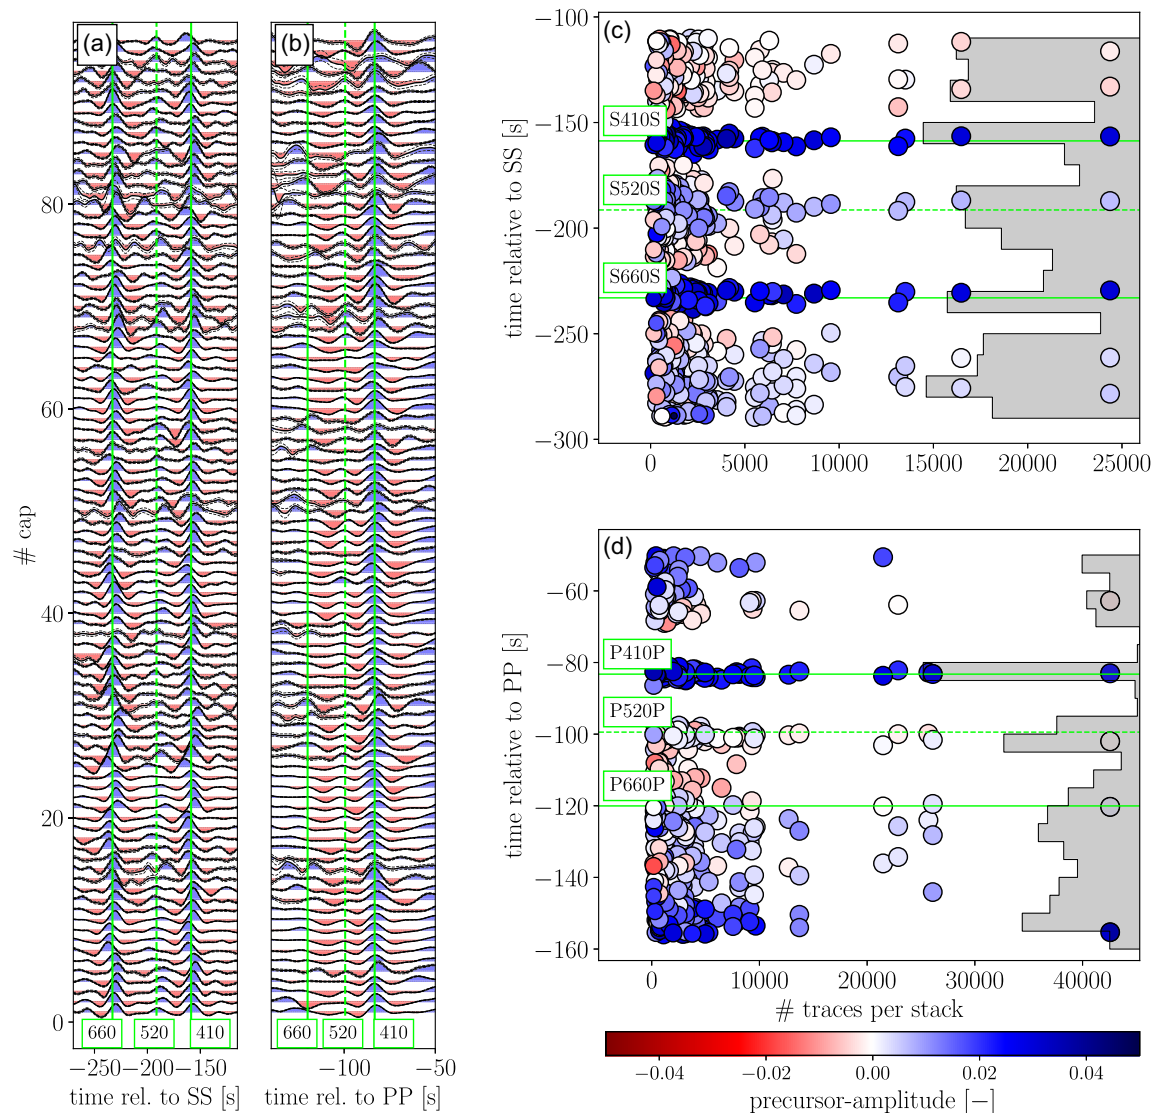 (a)
(b)
# cap
80
60
40
20
0
660
520
410
660
520
410
−250
−200
−150
−100
−50
time rel. to SS [s]
time rel. to PP [s]
(c)
time relative to SS [s]
−100
−150
−200
−250
−300
S410S
S520S
S660S
0
5000
10000
15000
20000
25000
(d)
time relative to PP [s]
−60
−80
−100
−120
−140
−160
P410P
P520P
P660P
0
10000
20000
30000
40000
# traces per stack
−0.04
−0.02
0.00
0.02
0.04
precursor-amplitude [−]